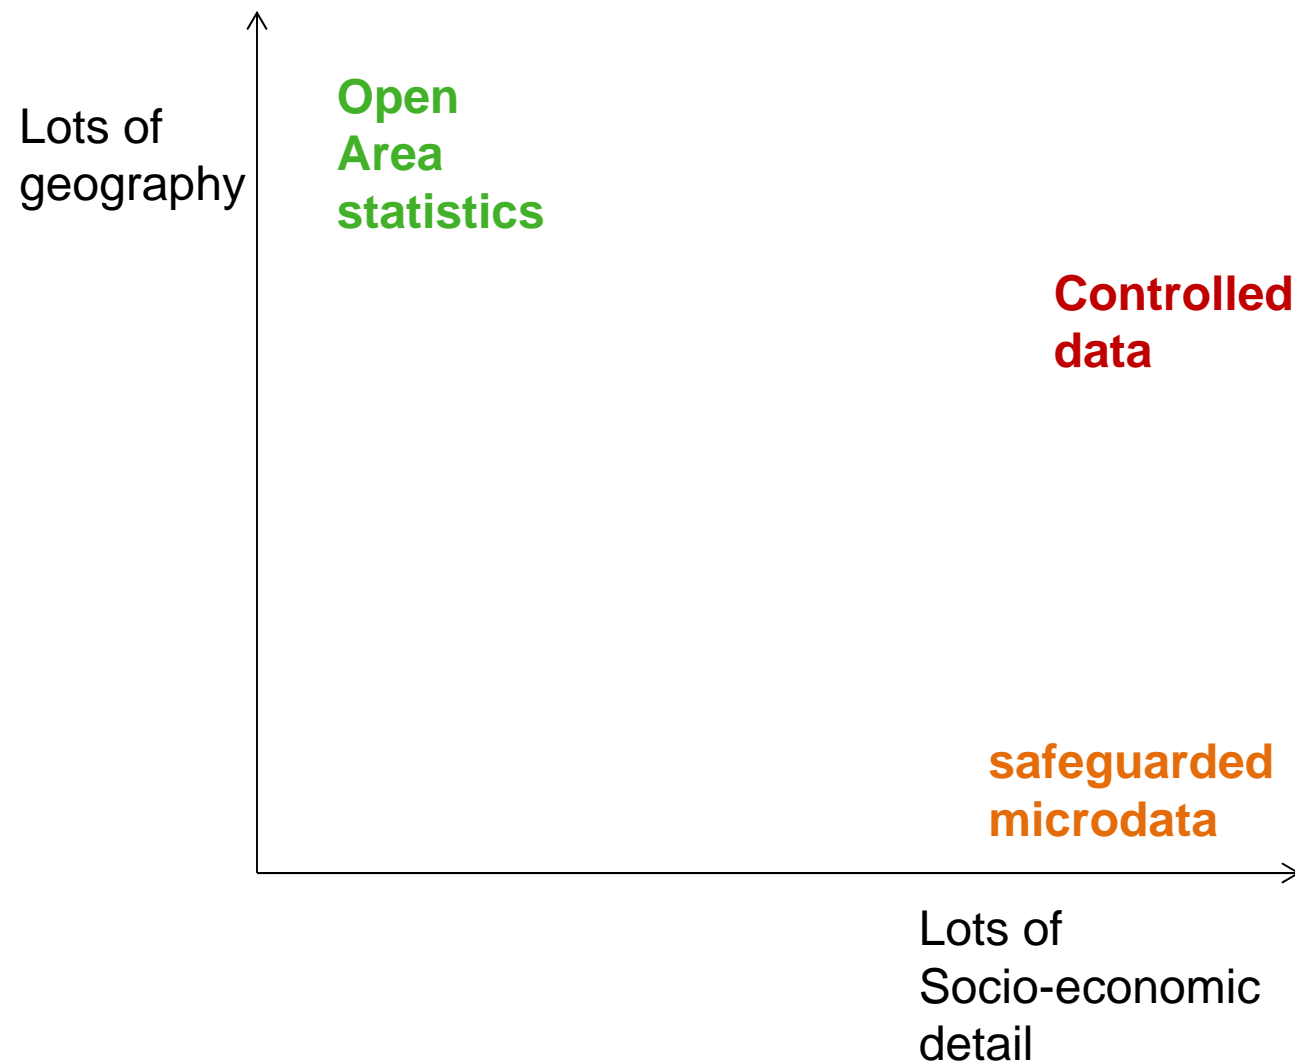 Open
Area
statistics
Lots of
geography
Controlled
data
safeguarded
microdata
Lots of
Socio-economic
detail